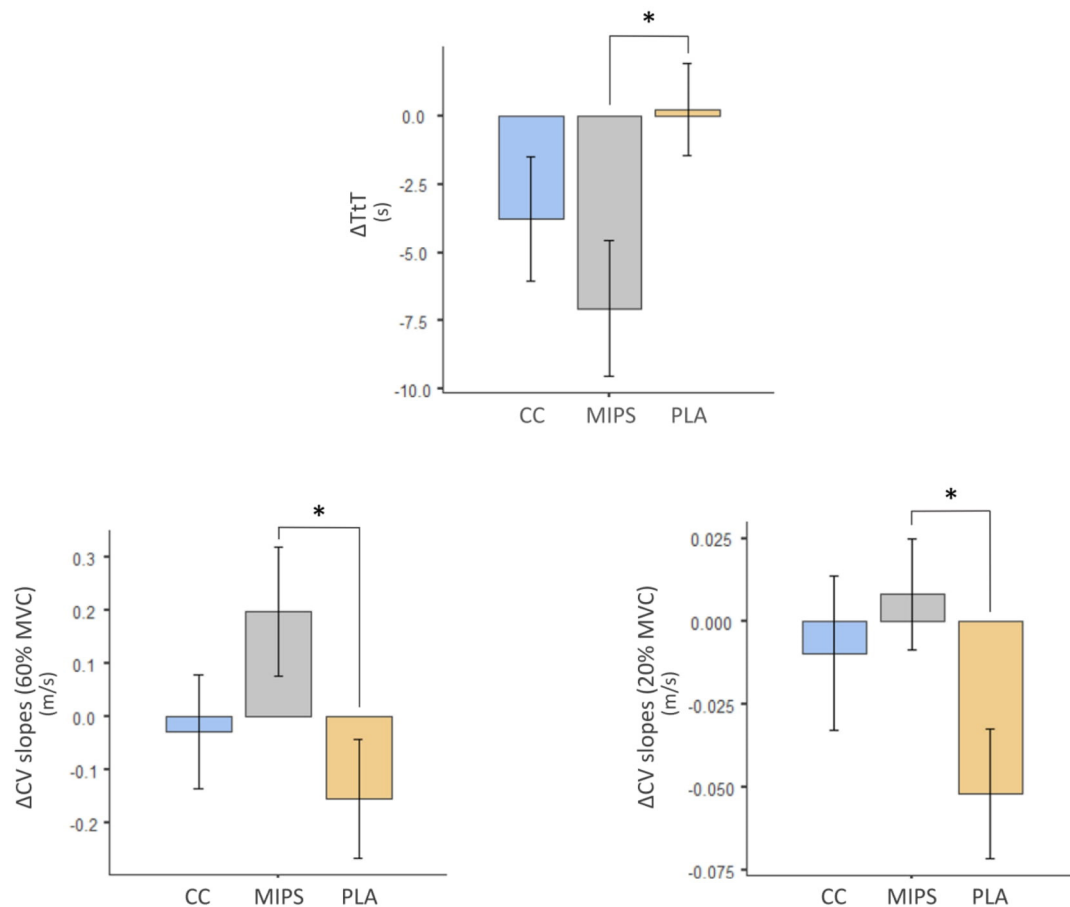 *
0.0
-2.5
-5.0
-7.5
-10.0
ΔTtT
(s)
CC MIPS PLA
*
0.3
0.2
0.1
0.0
-0.1
-0.2
ΔCV slopes (60% MVC)
(m/s)
CC MIPS PLA
*
0.025
0.000
-0.025
-0.050
-0.075
ΔCV slopes (20% MVC)
(m/s)
CC MIPS PLA